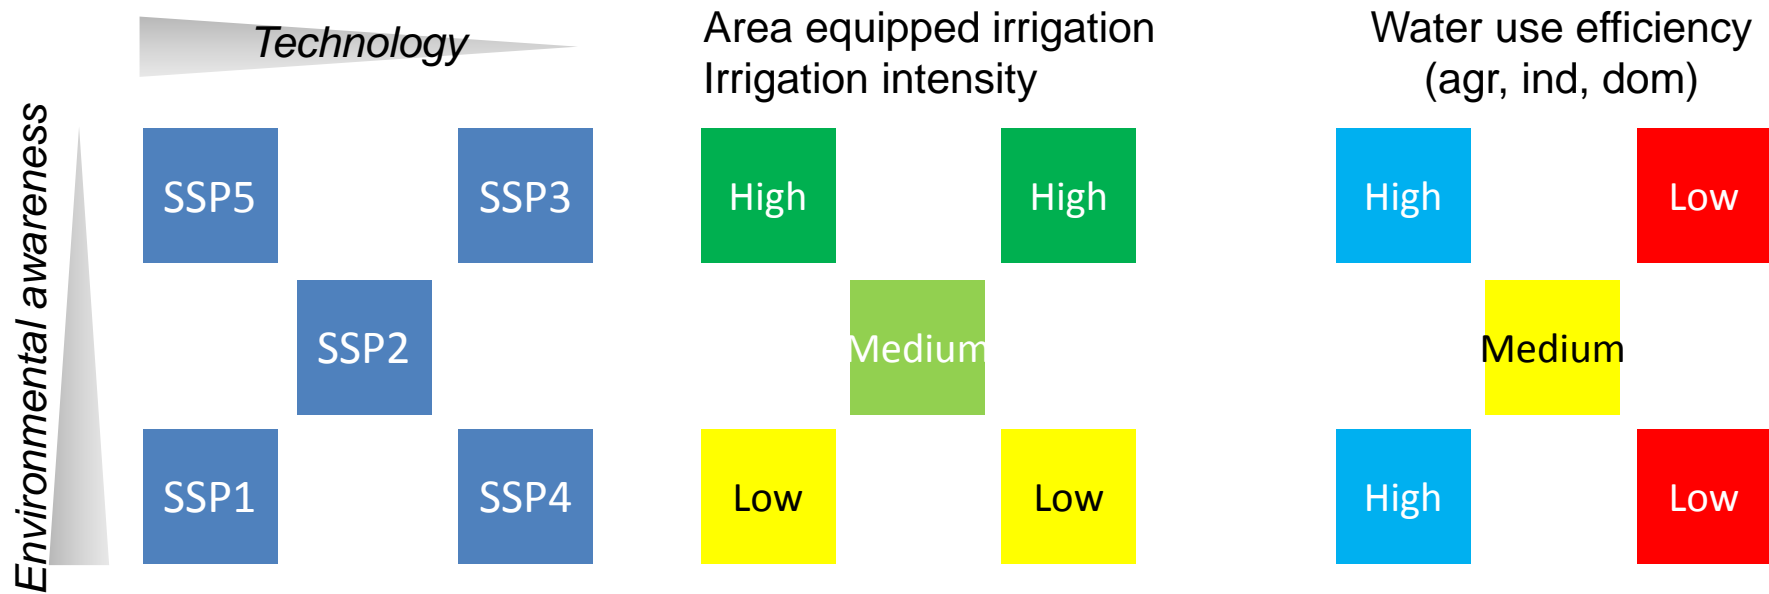 Technology
Area equipped irrigation
Irrigation intensity
Water use efficiency
(agr, ind, dom)
Environmental awareness
SSP5
SSP3
High
High
High
Low
SSP2
Medium
Medium
SSP1
SSP4
Low
Low
High
Low